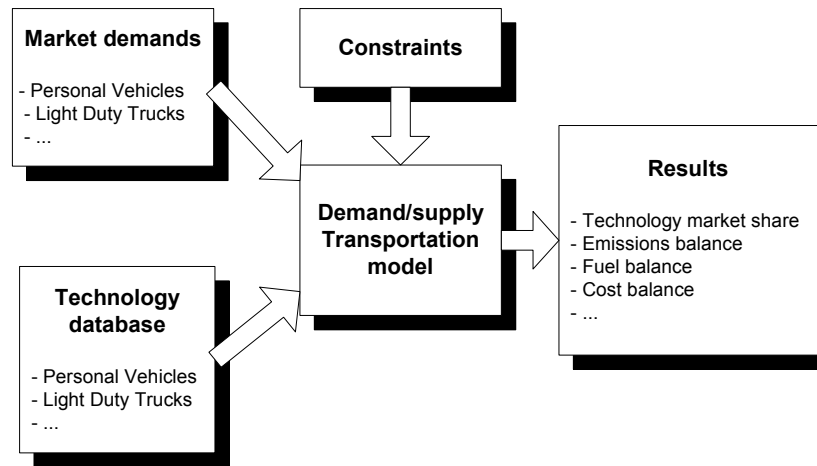 Market demands
- Personal Vehicles
- Light Duty Trucks
- ...
Constraints
Demand/supply
Transportation
model
Results
- Technology market share
- Emissions balance
- Fuel balance
- Cost balance
- ...
Technology
database
- Personal Vehicles
- Light Duty Trucks
- ...